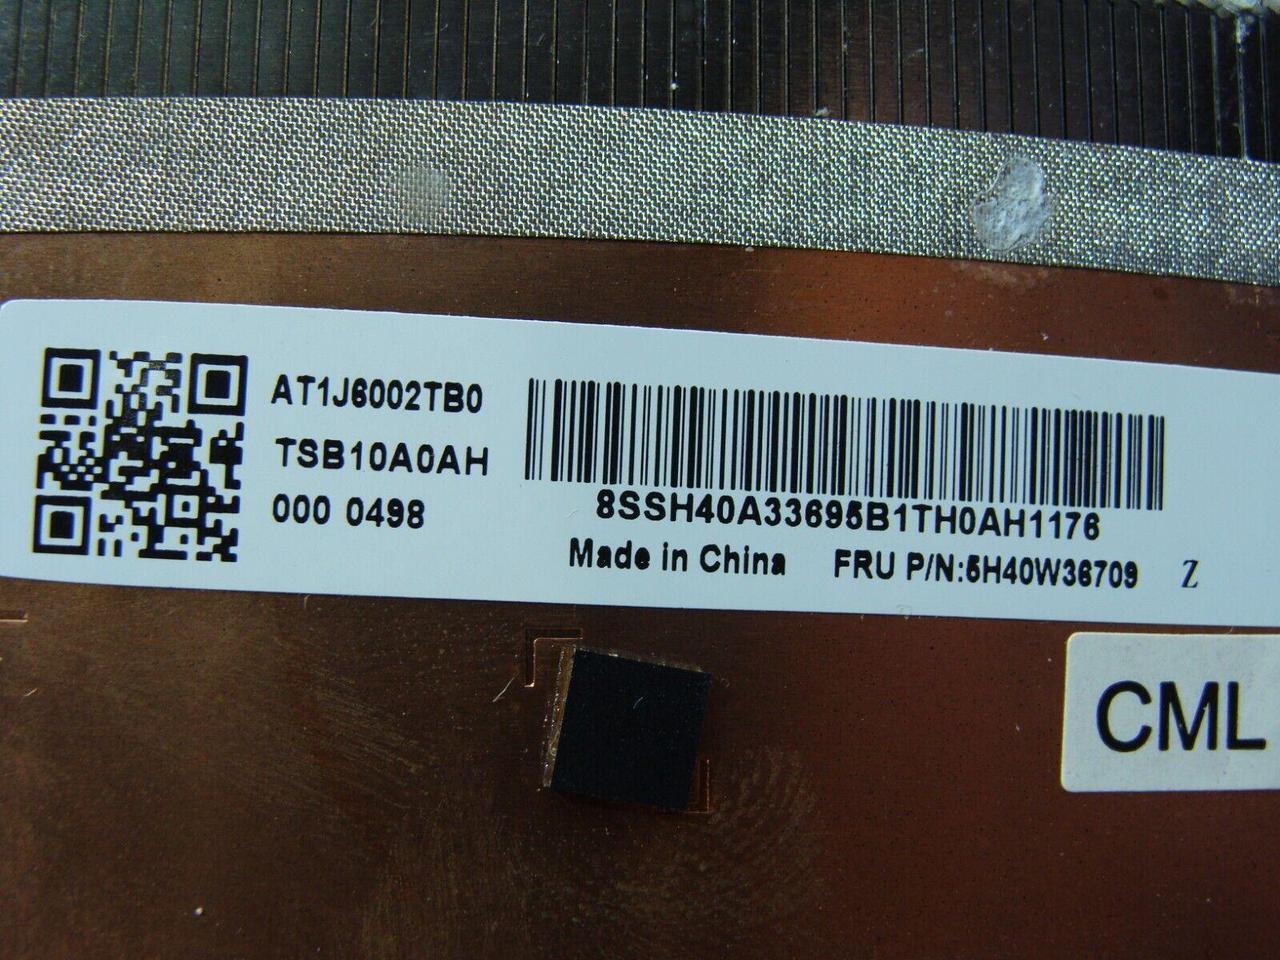 AT1J6002TB0
TSB10A0AH
000 0498
8SSH40A33695B1TH0AH1176
Made in China FRU P/N:5H40W36709 Z
CML